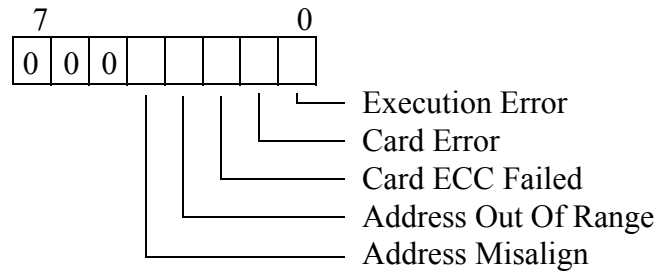 7 0
0 0 0
Execution Error
Card Error
Card ECC Failed
Address Out Of Range
Address Misalign